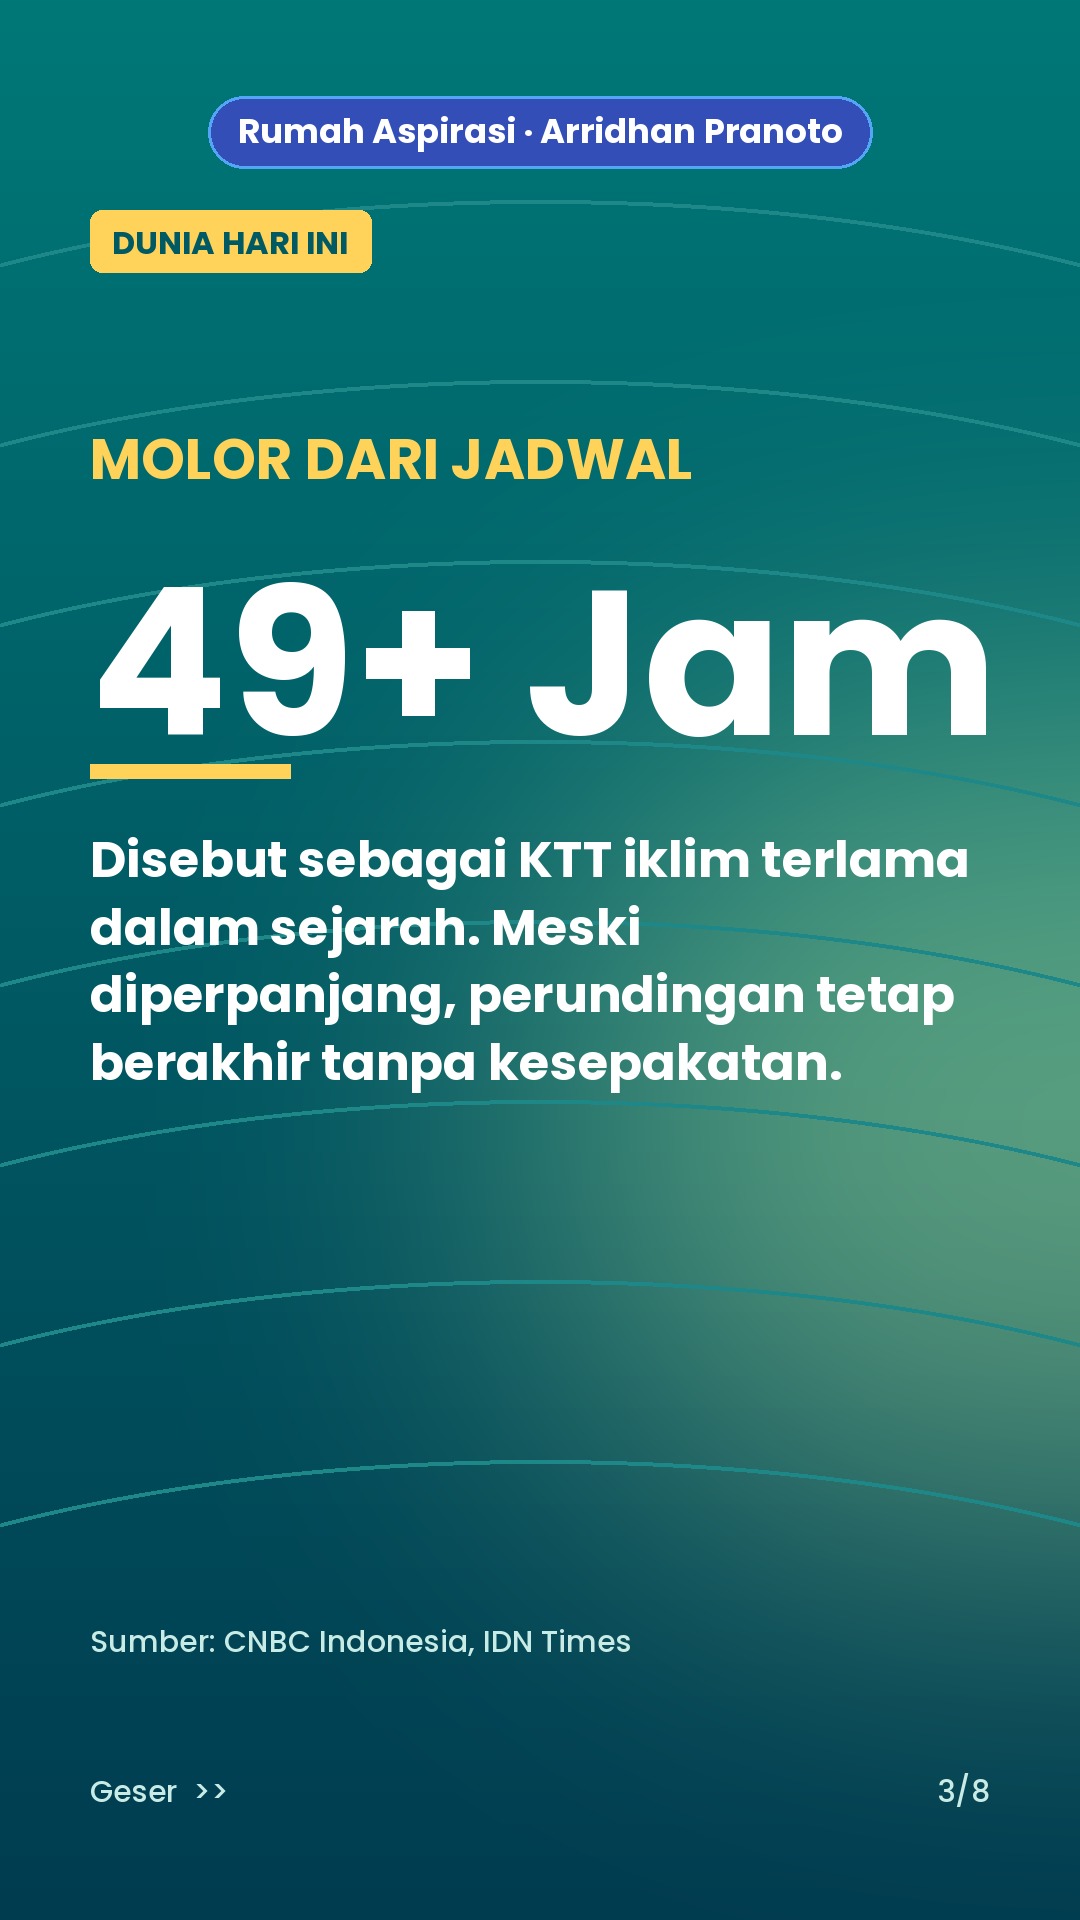 Rumah Aspirasi · Arridhan Pranoto
DUNIA HARI INI
MOLOR DARI JADWAL
49+ Jam
Disebut sebagai KTT iklim terlama
dalam sejarah. Meski
diperpanjang, perundingan tetap
berakhir tanpa kesepakatan.
Sumber: CNBC Indonesia, IDN Times
Geser >>
3/8